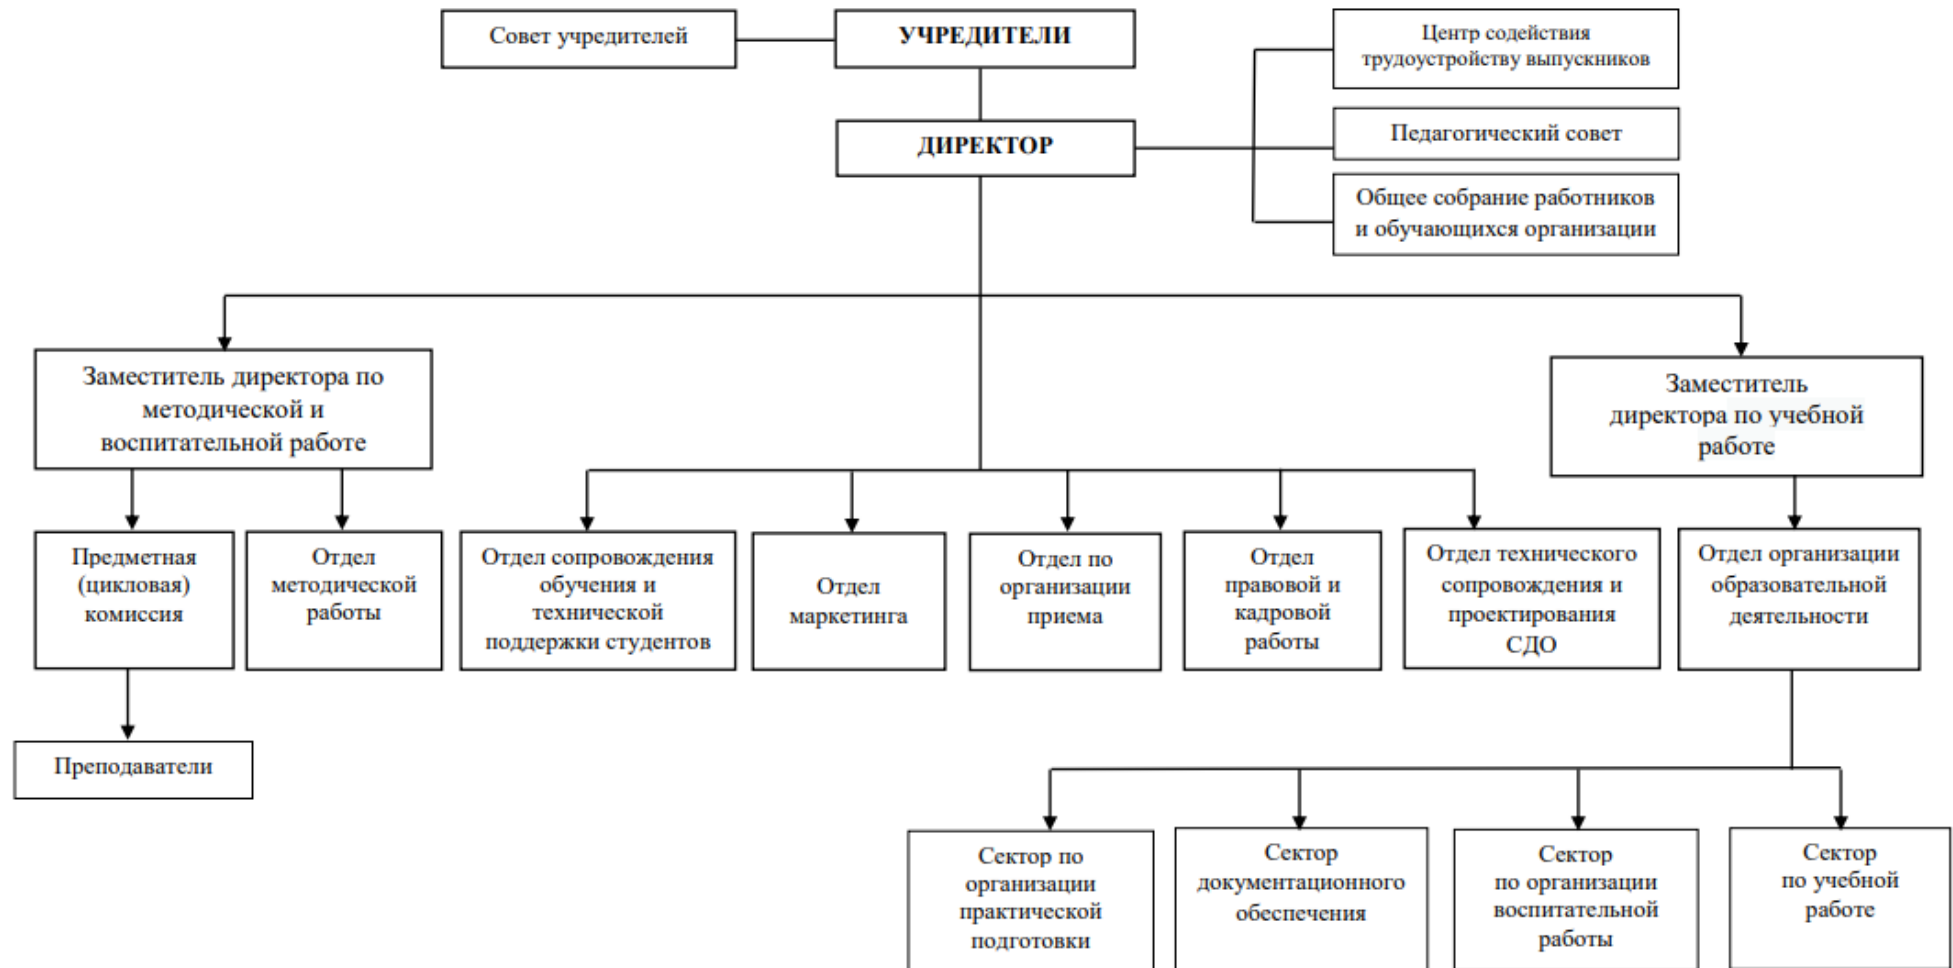 Совет учредителей
УЧРЕДИТЕЛИ
Центр содействия
трудоустройству выпускников
ДИРЕКТОР
Педагогический совет
Общее собрание работников
и обучающихся организации
Заместитель директора по
методической и
воспитательной работе
Заместитель
директора по учебной
работе
Предметная
(цикловая)
комиссия
Отдел
методической
работы
Отдел сопровождения
обучения и
технической
поддержки студентов
Отдел
маркетинга
Отдел по
организации
приема
Отдел
правовой и
кадровой
работы
Отдел технического
сопровождения и
проектирования
СДО
Отдел организации
образовательной
деятельности
Преподаватели
Сектор по
организации
практической
подготовки
Сектор
документационного
обеспечения
Сектор
по организации
воспитательной
работы
Сектор
по учебной
работе